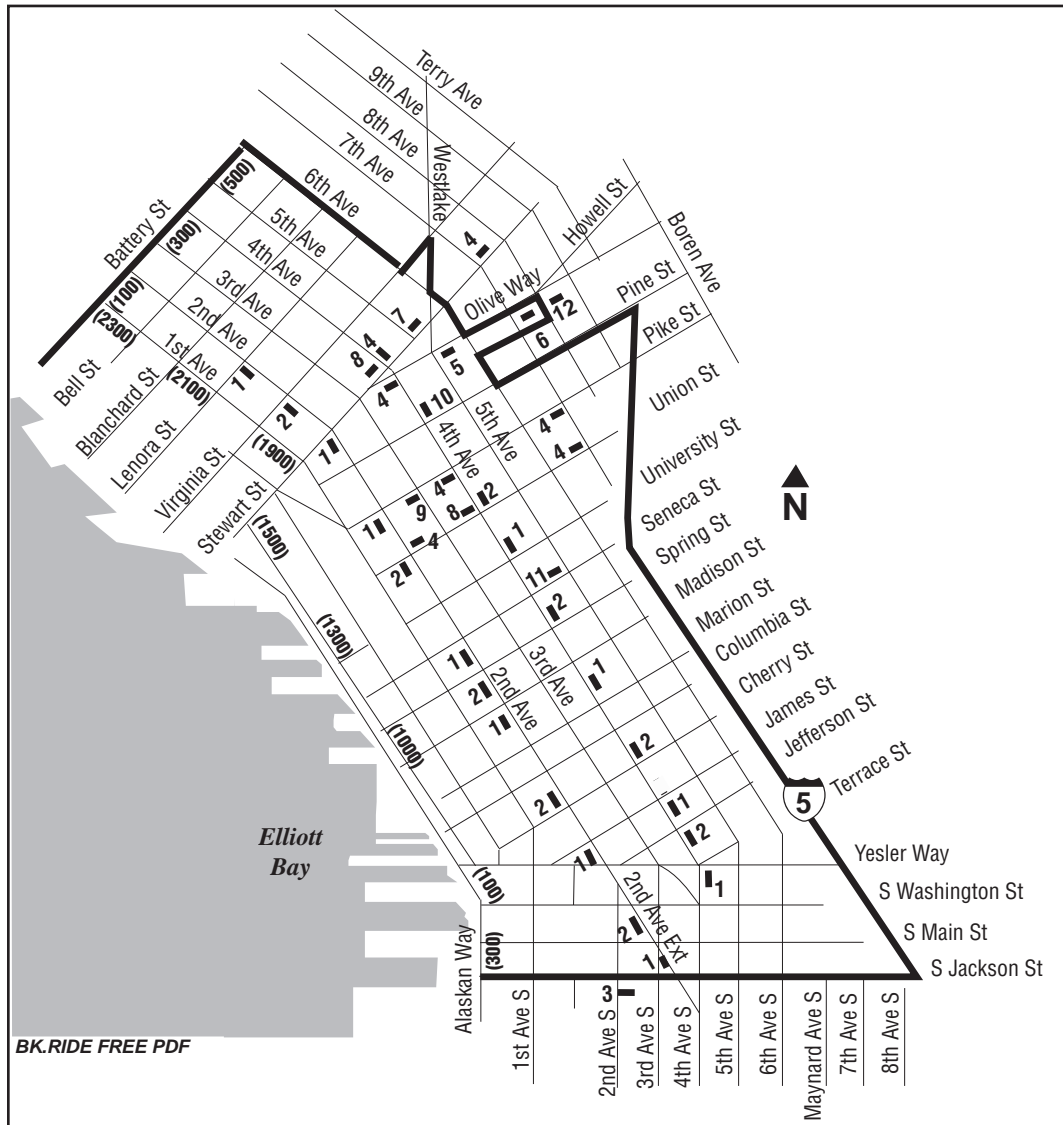 Terry Ave
9th Ave
8th Ave
7th Ave
Westlake
6th Ave
5th Ave
4th Ave
3rd Ave
2nd Ave
1st Ave
(500)
(300)
(100)
(2300)
(2100)
(1900)
Battery St
Bell St
Blanchard St
Lenora St
Virginia St
Stewart St
Howell St
Boren Ave
Olive Way
Pine St
Pike St
Union St
University St
Seneca St
Spring St
Madison St
Marion St
Columbia St
Cherry St
James St
Jefferson St
Terrace St
Yesler Way
S Washington St
S Main St
S Jackson St
N
5
4
12
6
7
4
8
5
4
10
1
2
1
5th Ave
4th Ave
4
4
4
2
8
9
1
4
2
1
11
2
1
2
1
2nd Ave
3rd Ave
1
2
2
1
2
1
1
2nd Ave Ext
2
1
3
(1500)
(1300)
(1000)
(100)
(300)
Elliott
Bay
Alaskan Way
1st Ave S
2nd Ave S
3rd Ave S
4th Ave S
5th Ave S
6th Ave S
Maynard Ave S
7th Ave S
8th Ave S
BK.RIDE FREE PDF